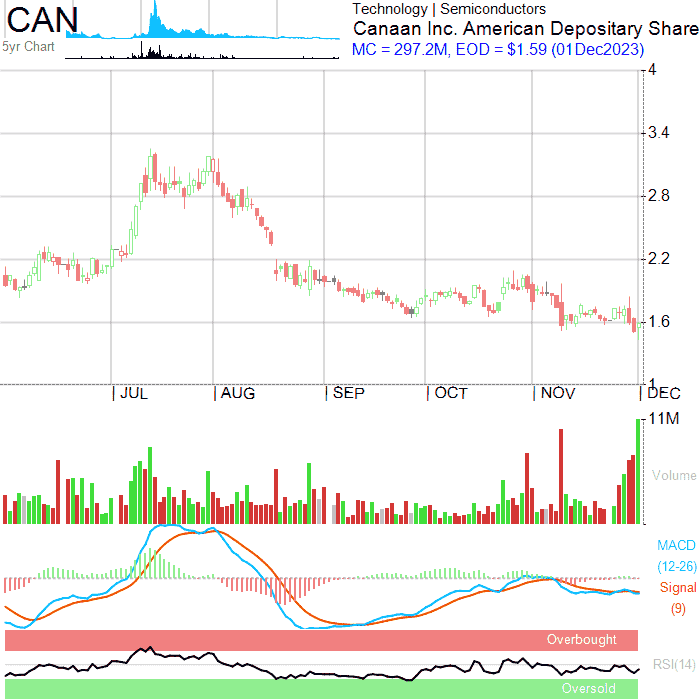 CAN
5yr Chart
Technology | Semiconductors
Canaan Inc. American Depositary Share
MC = 297.2M, EOD = $1.59 (01Dec2023)
4
3.4
2.8
2.2
1.6
1
JUL AUG SEP OCT NOV DEC
11M
Volume
MACD
(12-26)
Signal
(9)
Overbought
RSI(14)
Oversold